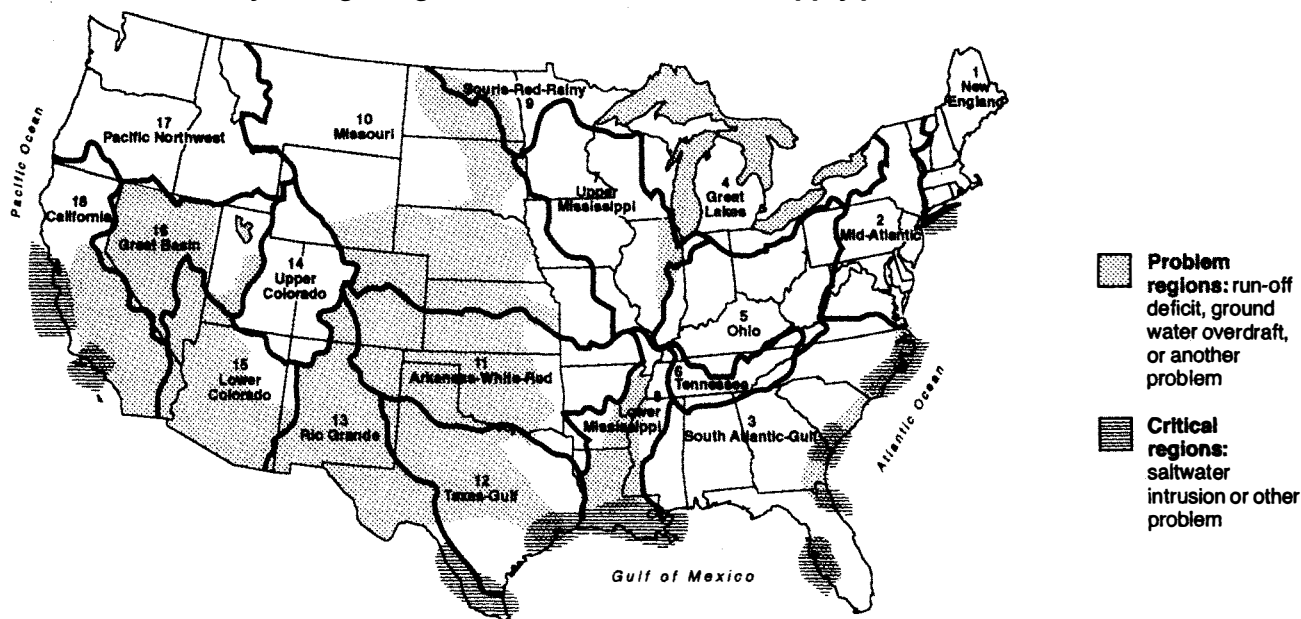 Pacific Ocean
17
Pacific Northwest
10
Missouri
Souris-Red-Rainy
9
1
New
England
18
California
16
Great Basin
14
Upper
Colorado
7
Upper
Mississippi
4
Great
Lakes
2
Mid-Atlantic
5
Ohio
15
Lower
Colorado
11
Arkansas-White-Red
6
Tennessee
8
Lower
Mississippi
13
Rio Grande
3
South Atlantic-Gulf
12
Texas-Gulf
Atlantic Ocean
Gulf of Mexico
Problem
regions: run-off
deficit, ground
water overdraft,
or another
problem
Critical
regions:
saltwater
intrusion or other
problem